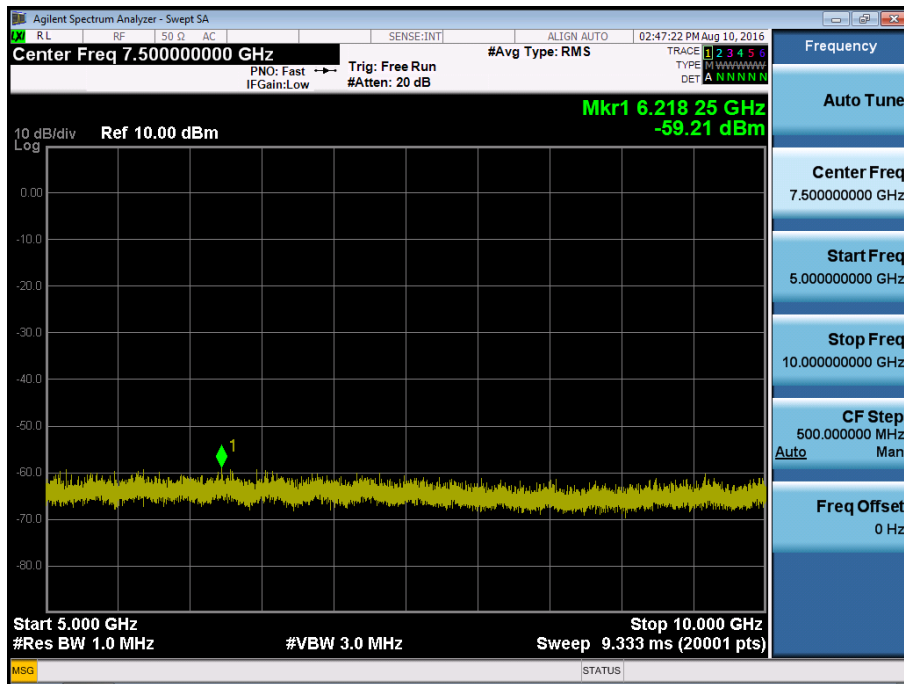 Agilent Spectrum Analyzer - Swept SA
LXI RL RF 50 Ω AC SENSE:INT ALIGN AUTO 02:47:22 PM Aug 10, 2016
Center Freq 7.500000000 GHz
PNO: Fast
IFGain:Low
Trig: Free Run
#Atten: 20 dB
#Avg Type: RMS
TRACE 1 2 3 4 5 6
TYPE M WWWWW
DET A N N N N N
Mkr1 6.218 25 GHz
-59.21 dBm
10 dB/div
Log
Ref 10.00 dBm
0.00
-10.0
-20.0
-30.0
-40.0
-50.0
-60.0
-70.0
-80.0
1
Start 5.000 GHz
Stop 10.000 GHz
#Res BW 1.0 MHz
#VBW 3.0 MHz
Sweep 9.333 ms (20001 pts)
MSG
STATUS
Frequency
Auto Tune
Center Freq
7.500000000 GHz
Start Freq
5.000000000 GHz
Stop Freq
10.000000000 GHz
CF Step
500.000000 MHz
Auto Man
Freq Offset
0 Hz